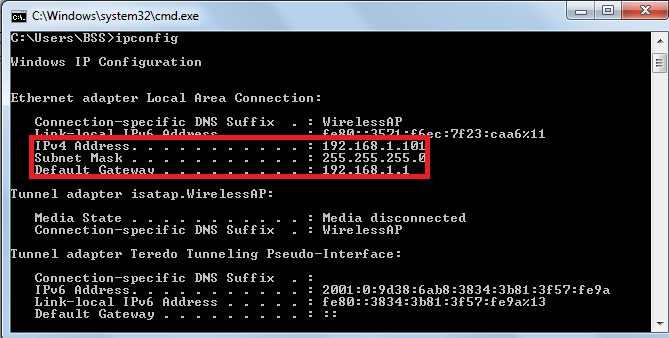 C:\Windows\system32\cmd.exe
C:\Users\BSS>ipconfig
Windows IP Configuration
Ethernet adapter Local Area Connection:
Connection-specific DNS Suffix . : WirelessAP
Link-local IPv6 Address . . . . . : fe80::3571:f6ec:7f23:caa6%11
IPv4 Address. . . . . . . . . . . : 192.168.1.101
Subnet Mask . . . . . . . . . . . : 255.255.255.0
Default Gateway . . . . . . . . . : 192.168.1.1
Tunnel adapter isatap.WirelessAP:
Media State . . . . . . . . . . . : Media disconnected
Connection-specific DNS Suffix . : WirelessAP
Tunnel adapter Teredo Tunneling Pseudo-Interface:
Connection-specific DNS Suffix . :
IPv6 Address. . . . . . . . . . . : 2001:0:9d38:6ab8:3834:3b81:3f57:fe9a
Link-local IPv6 Address . . . . . : fe80::3834:3b81:3f57:fe9a%13
Default Gateway . . . . . . . . . : ::